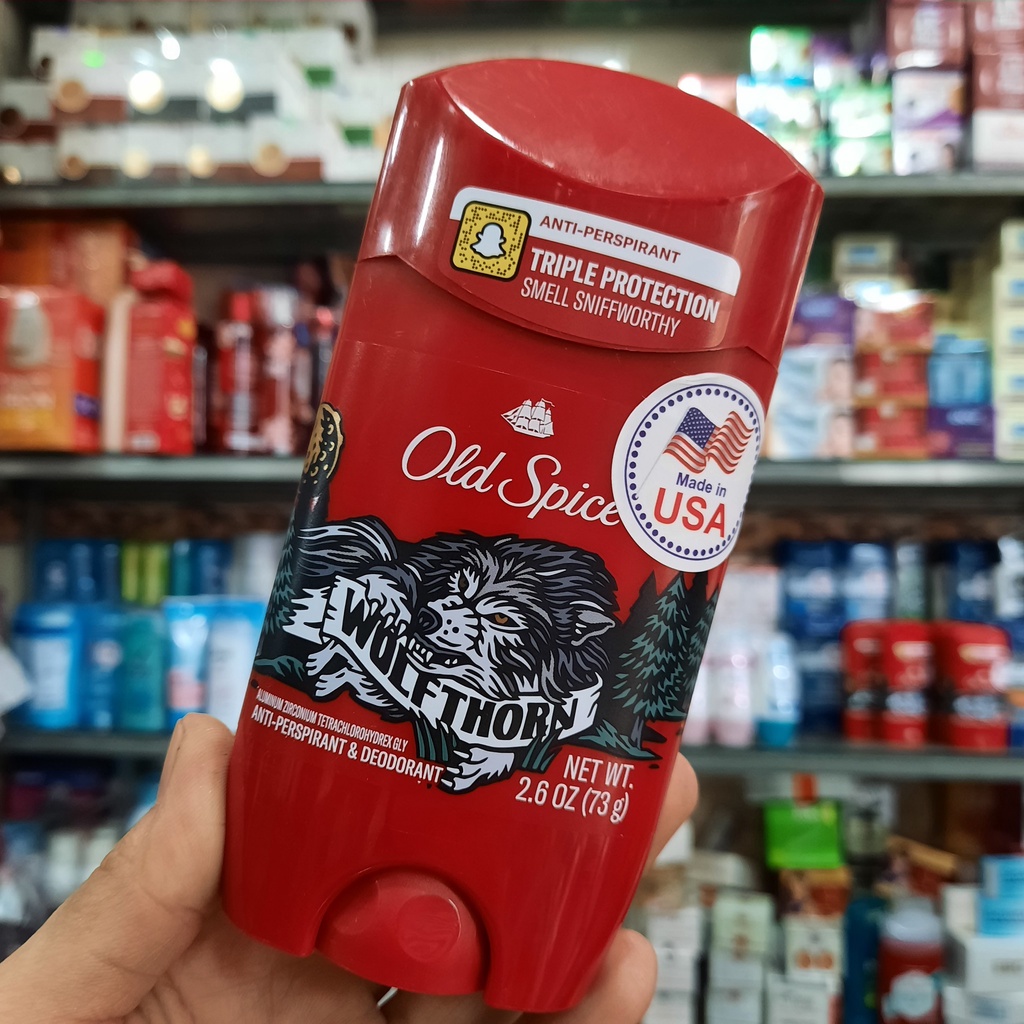 ANTI-PERSPIRANT
TRIPLE PROTECTION
SMELL SNIFFWORTHY
Old Spice
Made in
USA
WOLFTHORN
ALUMINUM ZIRCONIUM TETRACHLOROHYDREX GLY
ANTI-PERSPIRANT & DEODORANT
NET WT.
2.6 OZ (73 g)